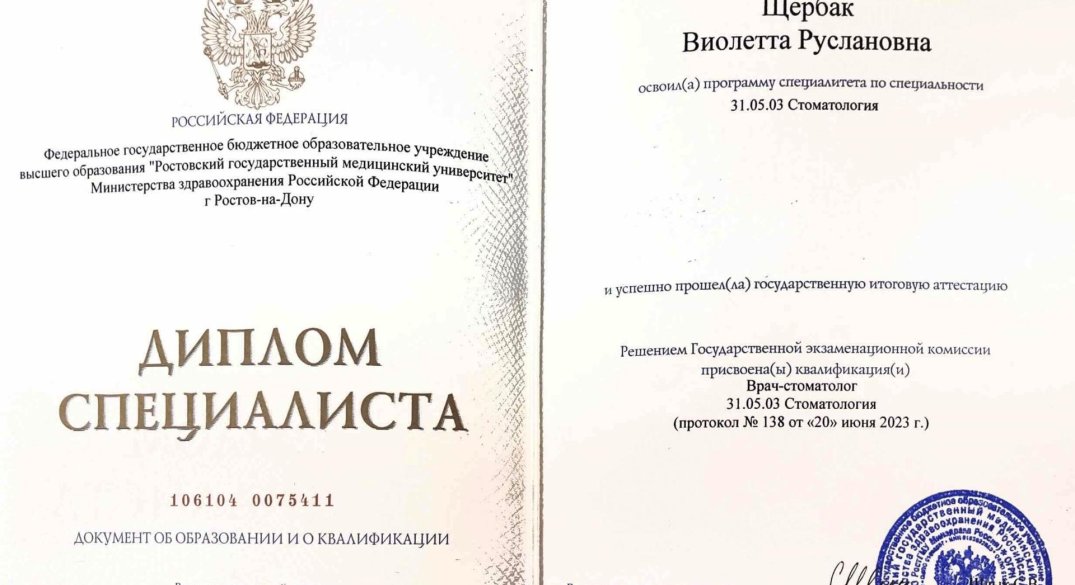 РОССИЙСКАЯ ФЕДЕРАЦИЯ
Федеральное государственное бюджетное образовательное учреждение
высшего образования "Ростовский государственный медицинский университет"
Министерства здравоохранения Российской Федерации
г Ростов-на-Дону
ДИПЛОМ
СПЕЦИАЛИСТА
106104 0075411
ДОКУМЕНТ ОБ ОБРАЗОВАНИИ И О КВАЛИФИКАЦИИ
Щербак
Виолетта Руслановна
освоил(а) программу специалитета по специальности
31.05.03 Стоматология
и успешно прошел(ла) государственную итоговую аттестацию
Решением Государственной экзаменационной комиссии
присвоена(ы) квалификация(и)
Врач-стоматолог
31.05.03 Стоматология
(протокол № 138 от «20» июня 2023 г.)